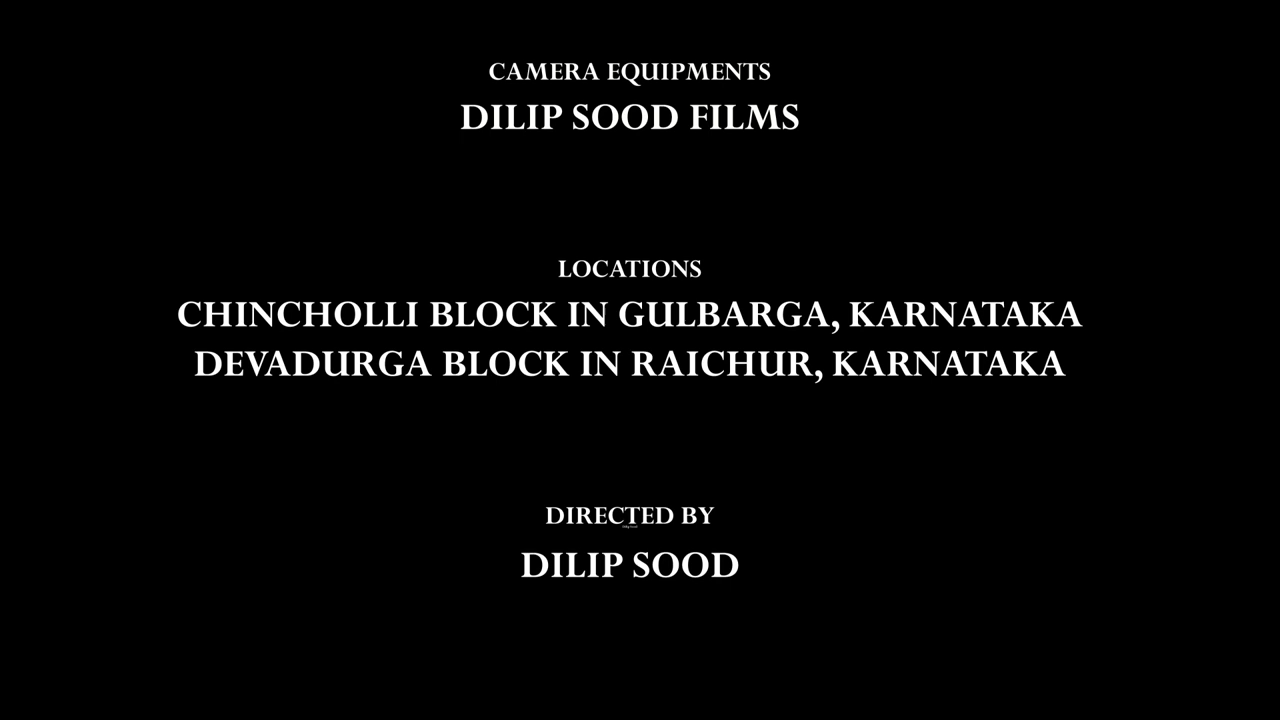 CAMERA EQUIPMENTS
DILIP SOOD FILMS
LOCATIONS
CHINCHOLLI BLOCK IN GULBARGA, KARNATAKA
DEVADURGA BLOCK IN RAICHUR, KARNATAKA
DIRECTED BY
DILIP SOOD